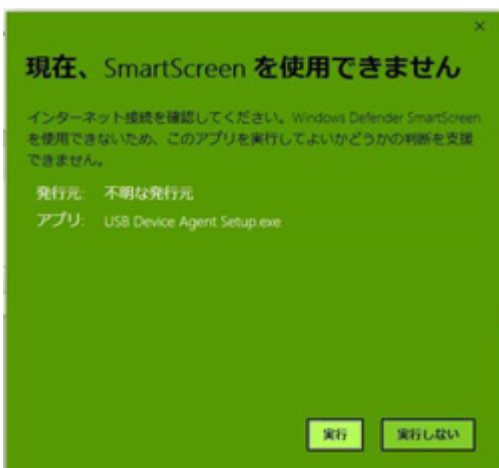 現在、SmartScreen を使用できません
インターネット接続を確認してください。Windows Defender SmartScreen
を使用できないため、このアプリを実行してよいかどうかの判断を支援
できません。
発行元: 不明な発行元
アプリ: USB Device Agent Setup.exe
実行 実行しない